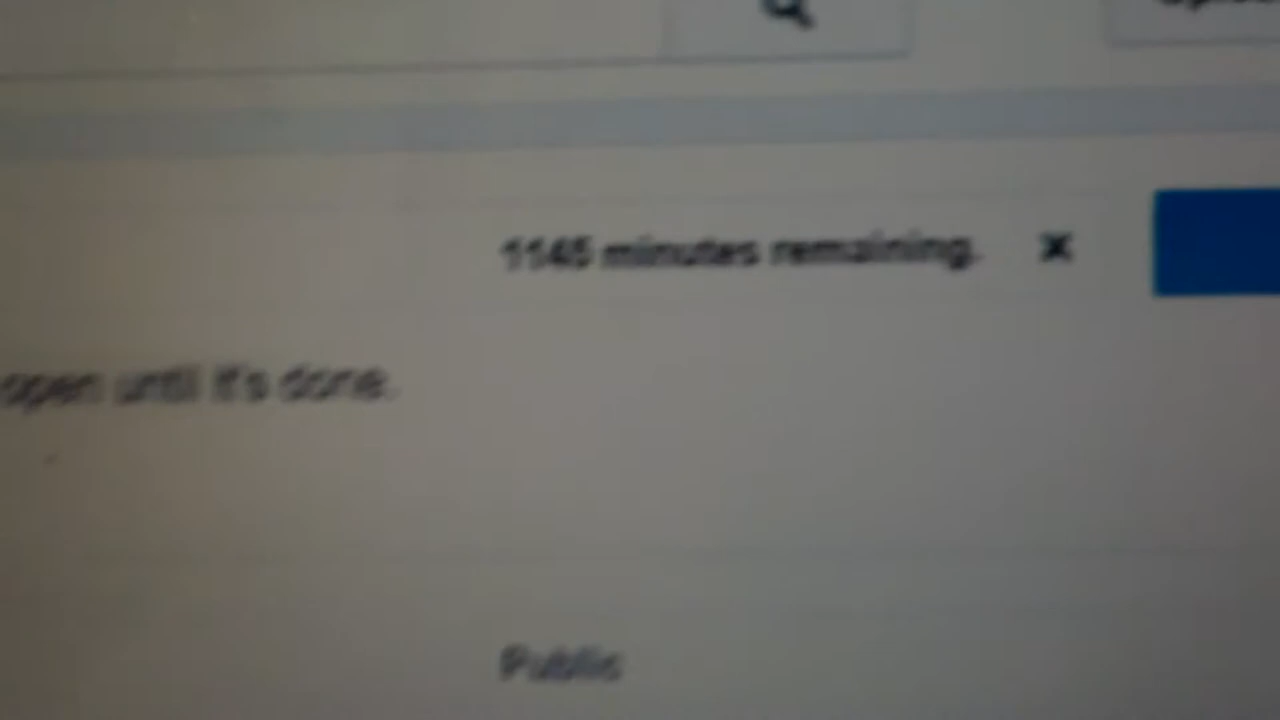 1145 minutes remaining.
x
open until it's done.
Public